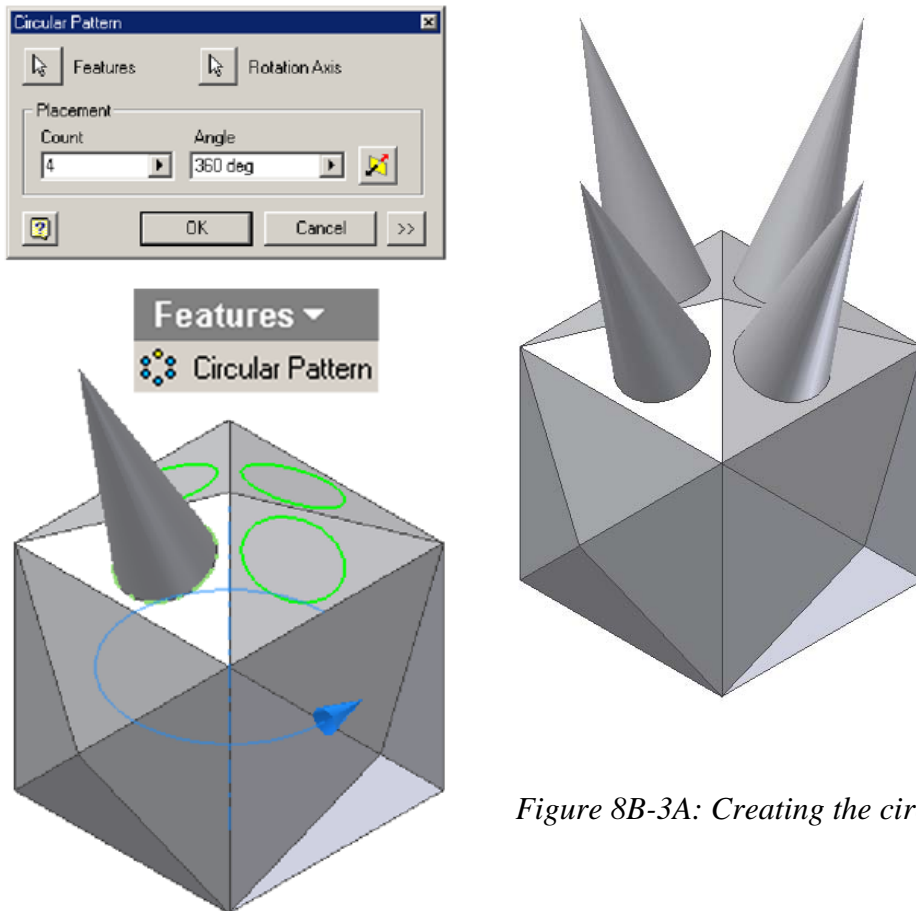 Circular Pattern
Features
Rotation Axis
Placement
Count
Angle
4
360 deg
OK
Cancel
>>
Features
Circular Pattern
Figure 8B-3A: Creating the cir